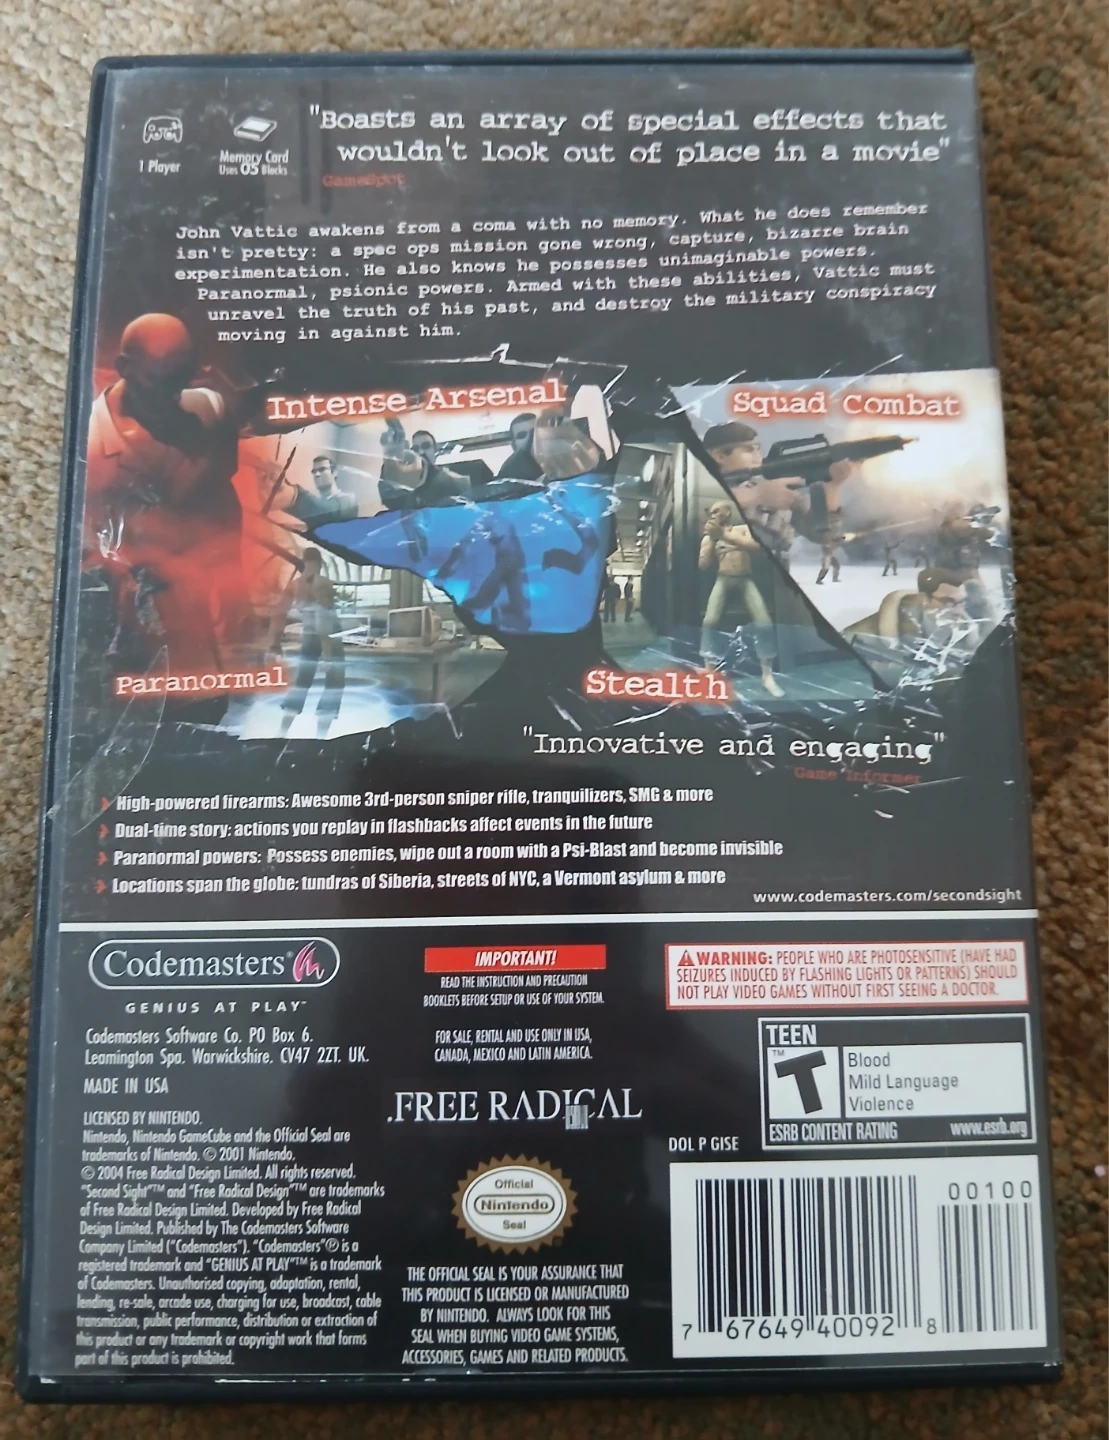 "Boasts an array of special effects that
wouldn't look out of place in a movie"
GameSpot
1 Player
Memory Card
Uses 05 Blocks
John Vattic awakens from a coma with no memory. What he does remember
isn't pretty: a spec ops mission gone wrong, capture, bizarre brain
experimentation. He also knows he possesses unimaginable powers.
Paranormal, psionic powers. Armed with these abilities, Vattic must
unravel the truth of his past, and destroy the military conspiracy
moving in against him.
Intense Arsenal
Squad Combat
Paranormal
Stealth
"Innovative and engaging"
Game Informer
High-powered firearms: Awesome 3rd-person sniper rifle, tranquilizers, SMG & more
Dual-time story: actions you replay in flashbacks affect events in the future
Paranormal powers: Possess enemies, wipe out a room with a Psi-Blast and become invisible
Locations span the globe: tundras of Siberia, streets of NYC, a Vermont asylum & more
www.codemasters.com/secondsight
Codemasters®
GENIUS AT PLAY™
Codemasters Software Co. PO Box 6.
Leamington Spa. Warwickshire. CV47 2ZT. UK.
MADE IN USA
LICENSED BY NINTENDO.
Nintendo, Nintendo GameCube and the Official Seal are
trademarks of Nintendo. © 2001 Nintendo.
© 2004 Free Radical Design Limited. All rights reserved.
"Second Sight"™ and "Free Radical Design"™ are trademarks
of Free Radical Design Limited. Developed by Free Radical
Design Limited. Published by The Codemasters Software
Company Limited ("Codemasters"). "Codemasters"® is a
registered trademark and "GENIUS AT PLAY"™ is a trademark
of Codemasters. Unauthorised copying, adaptation, rental,
lending, re-sale, arcade use, charging for use, broadcast, cable
transmission, public performance, distribution or extraction of
this product or any trademark or copyright work that forms
part of this product is prohibited.
IMPORTANT!
READ THE INSTRUCTION AND PRECAUTION
BOOKLETS BEFORE SETUP OR USE OF YOUR SYSTEM.
FOR SALE, RENTAL AND USE ONLY IN USA,
CANADA, MEXICO AND LATIN AMERICA.
.FREE RADICAL
Official
Nintendo
Seal
THE OFFICIAL SEAL IS YOUR ASSURANCE THAT
THIS PRODUCT IS LICENSED OR MANUFACTURED
BY NINTENDO. ALWAYS LOOK FOR THIS
SEAL WHEN BUYING VIDEO GAME SYSTEMS,
ACCESSORIES, GAMES AND RELATED PRODUCTS.
WARNING: PEOPLE WHO ARE PHOTOSENSITIVE (HAVE HAD
SEIZURES INDUCED BY FLASHING LIGHTS OR PATTERNS) SHOULD
NOT PLAY VIDEO GAMES WITHOUT FIRST SEEING A DOCTOR.
TEEN
T™
Blood
Mild Language
Violence
ESRB CONTENT RATING www.esrb.org
DOL P GISE
00100
7 67649 40092 8